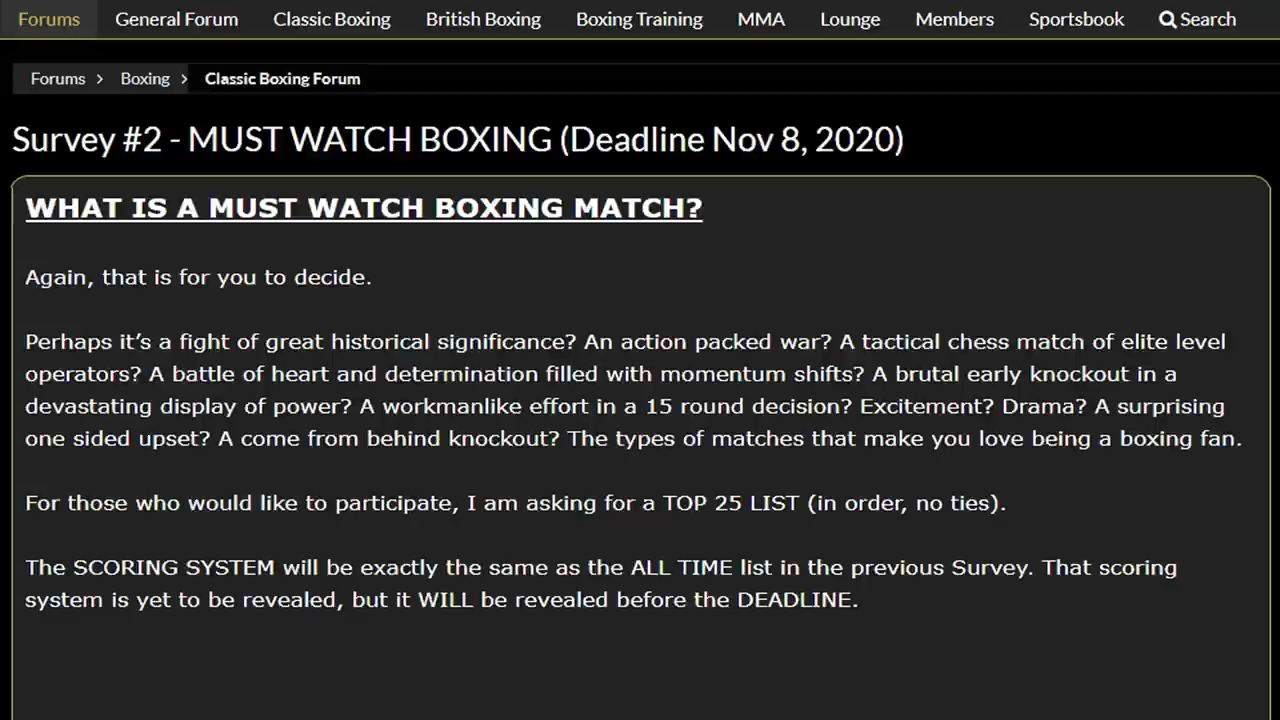 Forums General Forum Classic Boxing British Boxing Boxing Training MMA Lounge Members Sportsbook Search
Forums > Boxing > Classic Boxing Forum
Survey #2 - MUST WATCH BOXING (Deadline Nov 8, 2020)
WHAT IS A MUST WATCH BOXING MATCH?
Again, that is for you to decide.
Perhaps it’s a fight of great historical significance? An action packed war? A tactical chess match of elite level
operators? A battle of heart and determination filled with momentum shifts? A brutal early knockout in a
devastating display of power? A workmanlike effort in a 15 round decision? Excitement? Drama? A surprising
one sided upset? A come from behind knockout? The types of matches that make you love being a boxing fan.
For those who would like to participate, I am asking for a TOP 25 LIST (in order, no ties).
The SCORING SYSTEM will be exactly the same as the ALL TIME list in the previous Survey. That scoring
system is yet to be revealed, but it WILL be revealed before the DEADLINE.